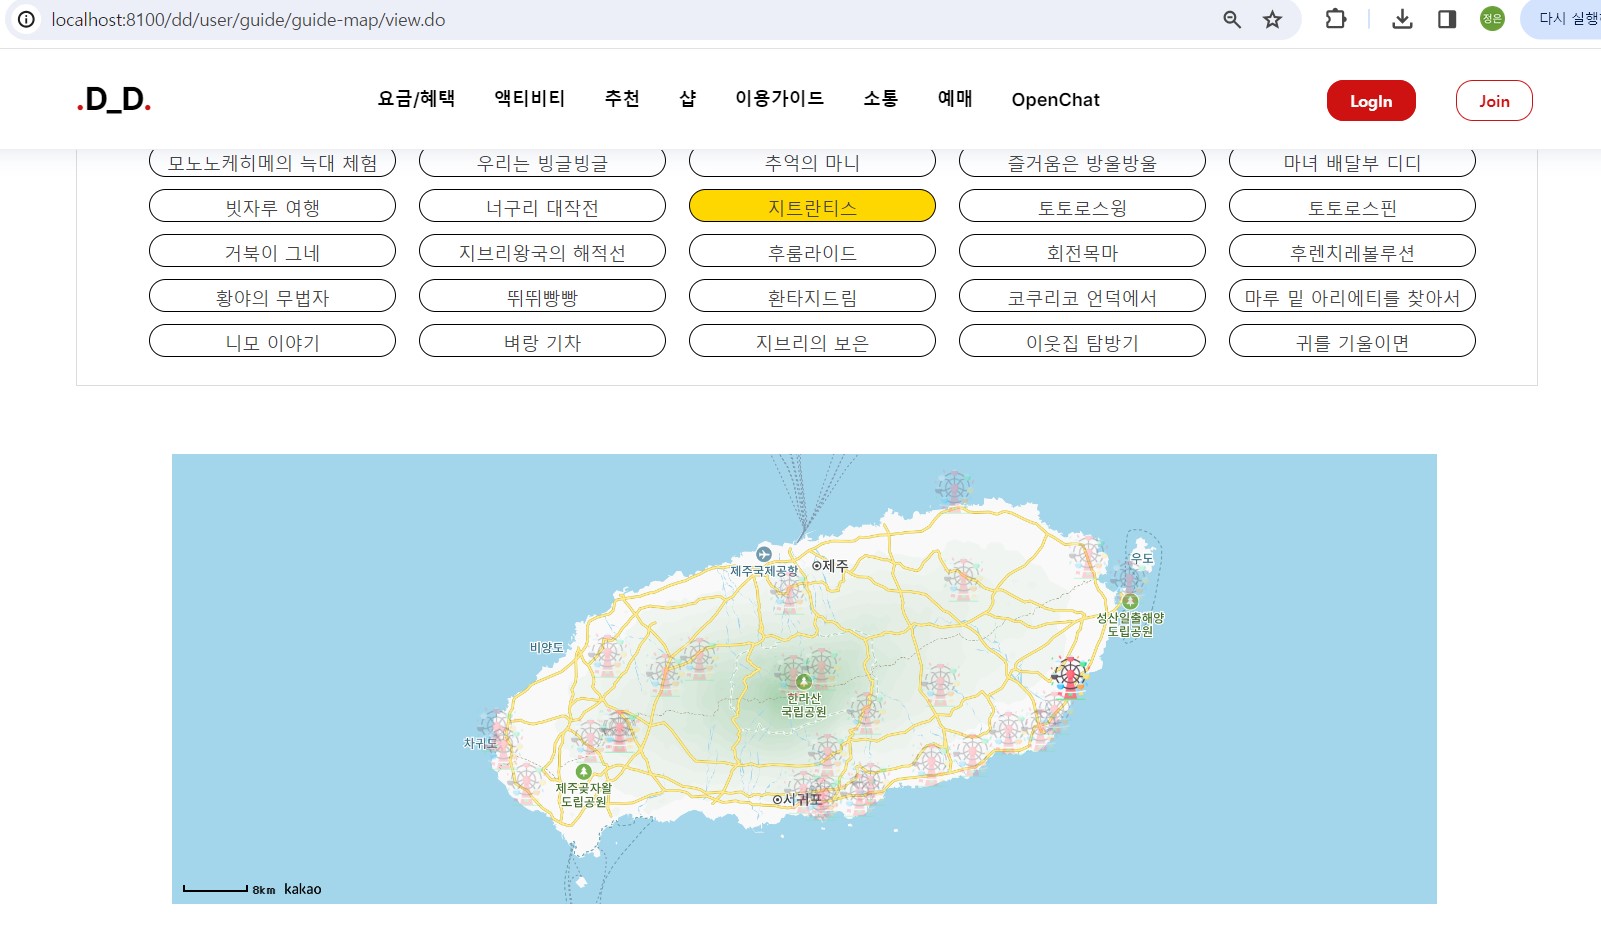 localhost:8100/dd/user/guide/guide-map/view.do
정은
다시 실행
.D_D.
요금/혜택 액티비티 추천 샵 이용가이드 소통 예매 OpenChat
LogIn Join
모노노케히메의 늑대 체험 우리는 빙글빙글 추억의 마니 즐거움은 방울방울 마녀 배달부 디디
빗자루 여행 너구리 대작전 지트란티스 토토로스윙 토토로스핀
거북이 그네 지브리왕국의 해적선 후룸라이드 회전목마 후렌치레볼루션
황야의 무법자 뛰뛰빵빵 환타지드림 코쿠리코 언덕에서 마루 밑 아리에티를 찾아서
니모 이야기 벼랑 기차 지브리의 보은 이웃집 탐방기 귀를 기울이면
우도
제주국제공항
제주
성산일출해양
도립공원
비양도
한라산
국립공원
차귀도
제주곶자왈
도립공원
서귀포
8km kakao